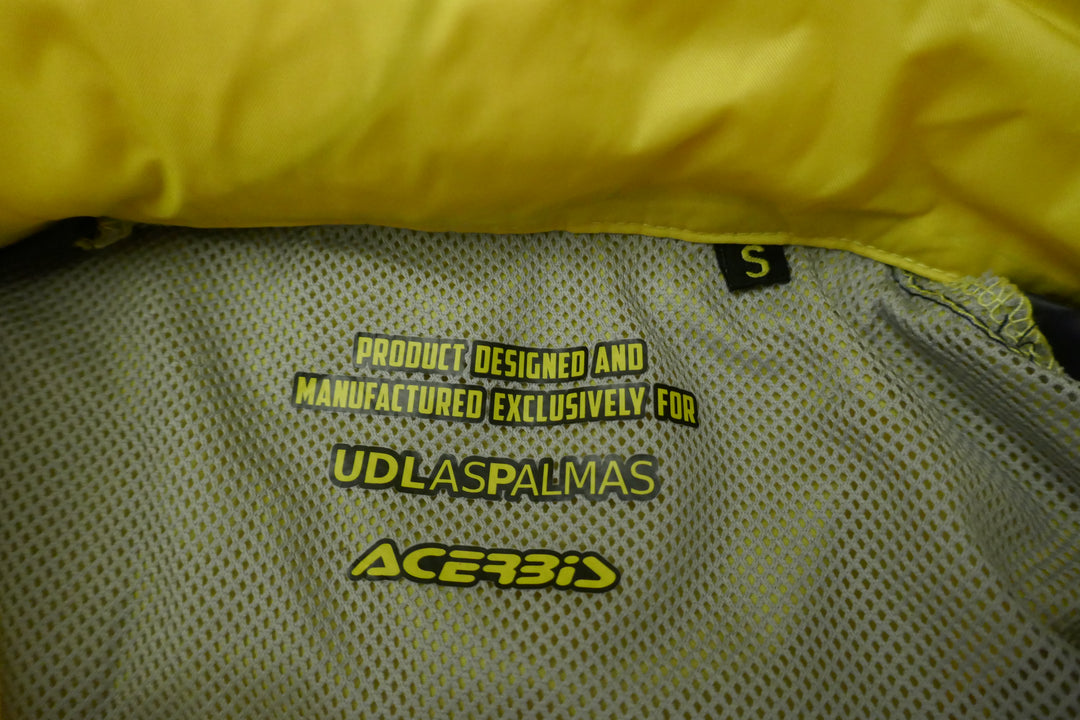 S
PRODUCT DESIGNED AND
MANUFACTURED EXCLUSIVELY FOR
UDLASPALMAS
ACERBiS